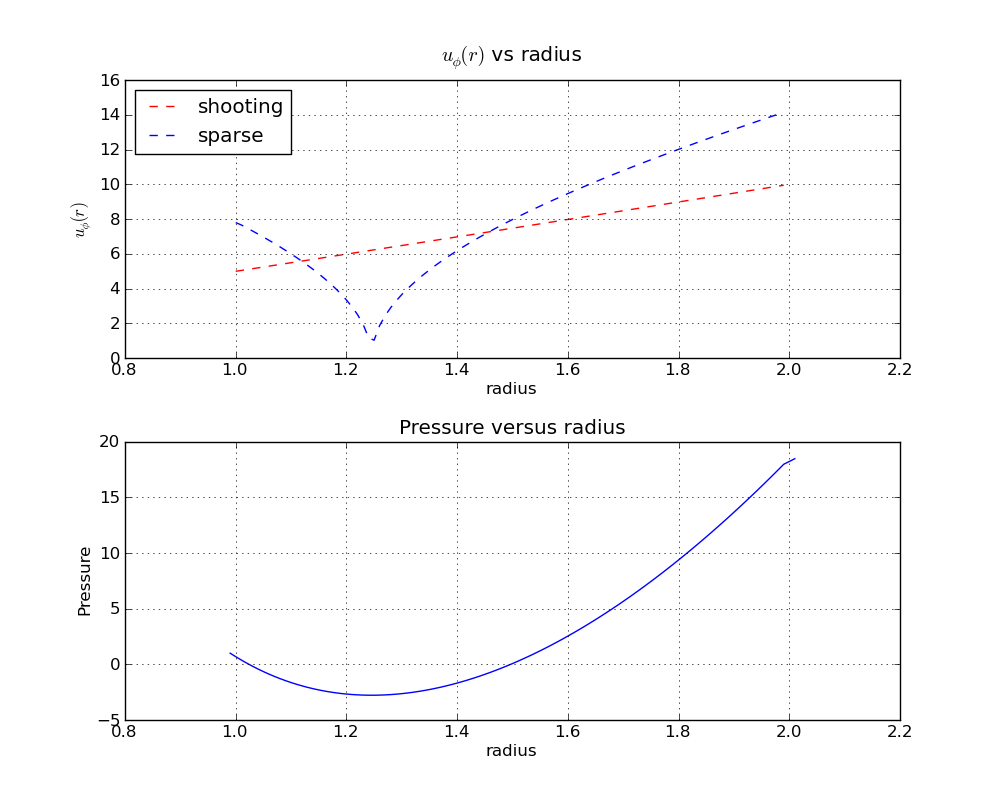 u_ϕ(r) vs radius
16
14
12
10
8
6
4
2
0
u_ϕ(r)
shooting
sparse
0.8 1.0 1.2 1.4 1.6 1.8 2.0 2.2
radius
Pressure versus radius
20
15
10
5
0
−5
Pressure
0.8 1.0 1.2 1.4 1.6 1.8 2.0 2.2
radius